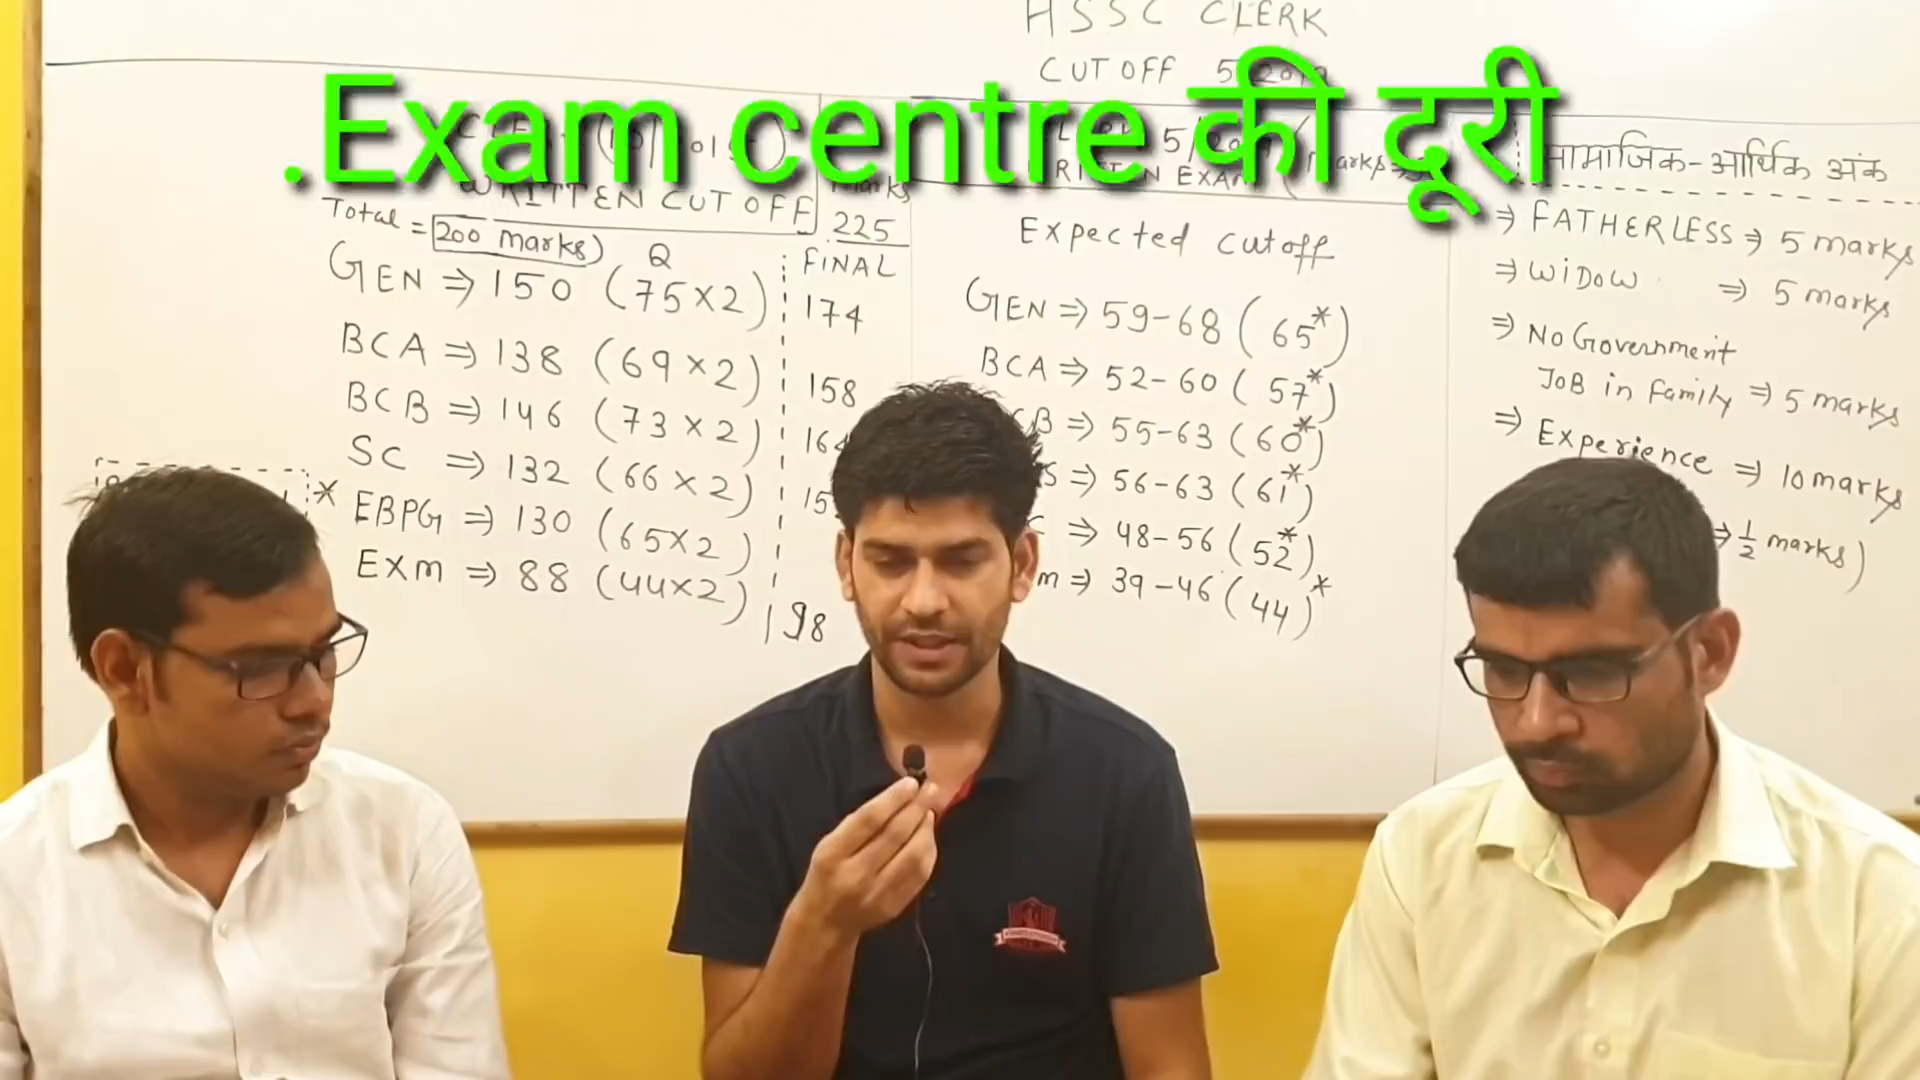 HSSC CLERK
CUT OFF
.Exam centre की दूरी
WRITTEN CUT OFF
Marks
225
Total = 200 marks)
Q
FINAL
GEN ⇒ 150 (75×2) 174
BCA ⇒ 138 (69×2) 158
BCB ⇒ 146 (73×2)
SC ⇒ 132 (66×2)
* EBPG ⇒ 130 (65×2)
EXM ⇒ 88 (44×2)
198
WRITTEN EXAM
Expected cutoff
GEN ⇒ 59-68 (65*)
BCA ⇒ 52-60 (57*)
⇒ 55-63 (60*)
⇒ 56-63 (61*)
⇒ 48-56 (52*)
⇒ 39-46 (44)*
सामाजिक-आर्थिक अंक
⇒ FATHERLESS ⇒ 5 marks
⇒ WIDOW ⇒ 5 marks
⇒ No Government
JOB in family ⇒ 5 marks
⇒ Experience ⇒ 10 marks
⇒ ½ marks)